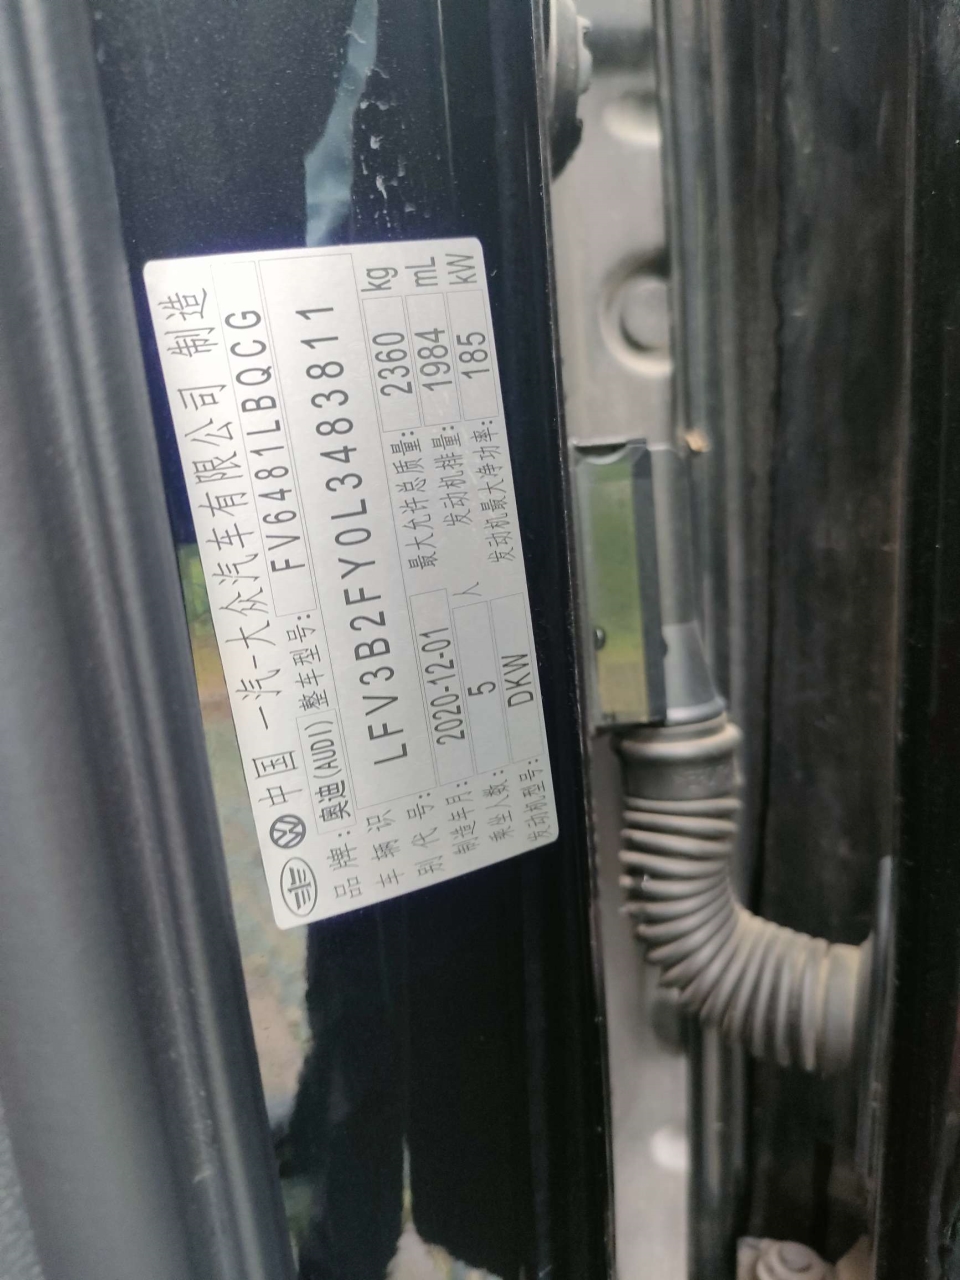 中国 一汽-大众汽车有限公司 制造
品牌: 奥迪(AUDI) 整车型号: FV6481LBQCG
车辆识别代号: LFV3B2FY0L3483811
制造年月: 2020-12-01 最大允许总质量: 2360 kg
乘坐人数: 5 人 发动机排量: 1984 mL
发动机型号: DKW 发动机最大净功率: 185 kW